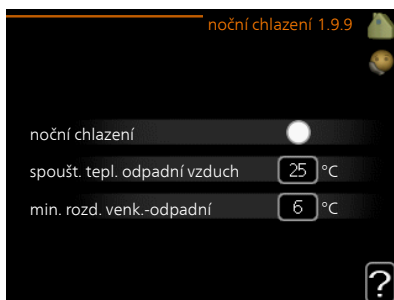 noční chlazení 1.9.9
noční chlazení
spoušt. tepl. odpadní vzduch 25 °C
min. rozd. venk.-odpadní 6 °C
?